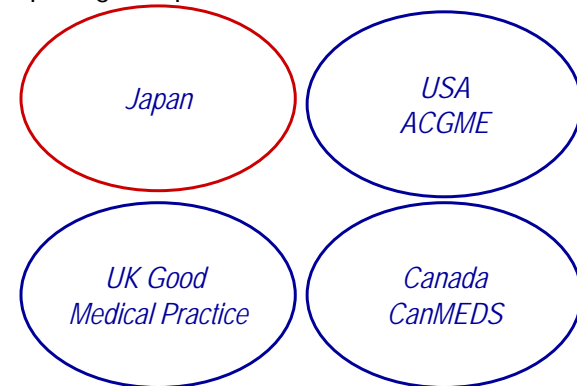 Japan
USA
ACGME
UK Good
Medical Practice
Canada
CanMEDS